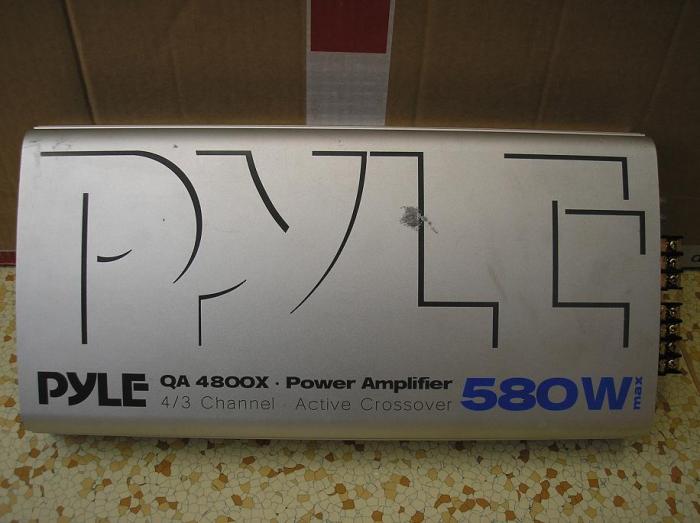 PYLE
PYLE QA 4800X · Power Amplifier 580W max
4/3 Channel Active Crossover